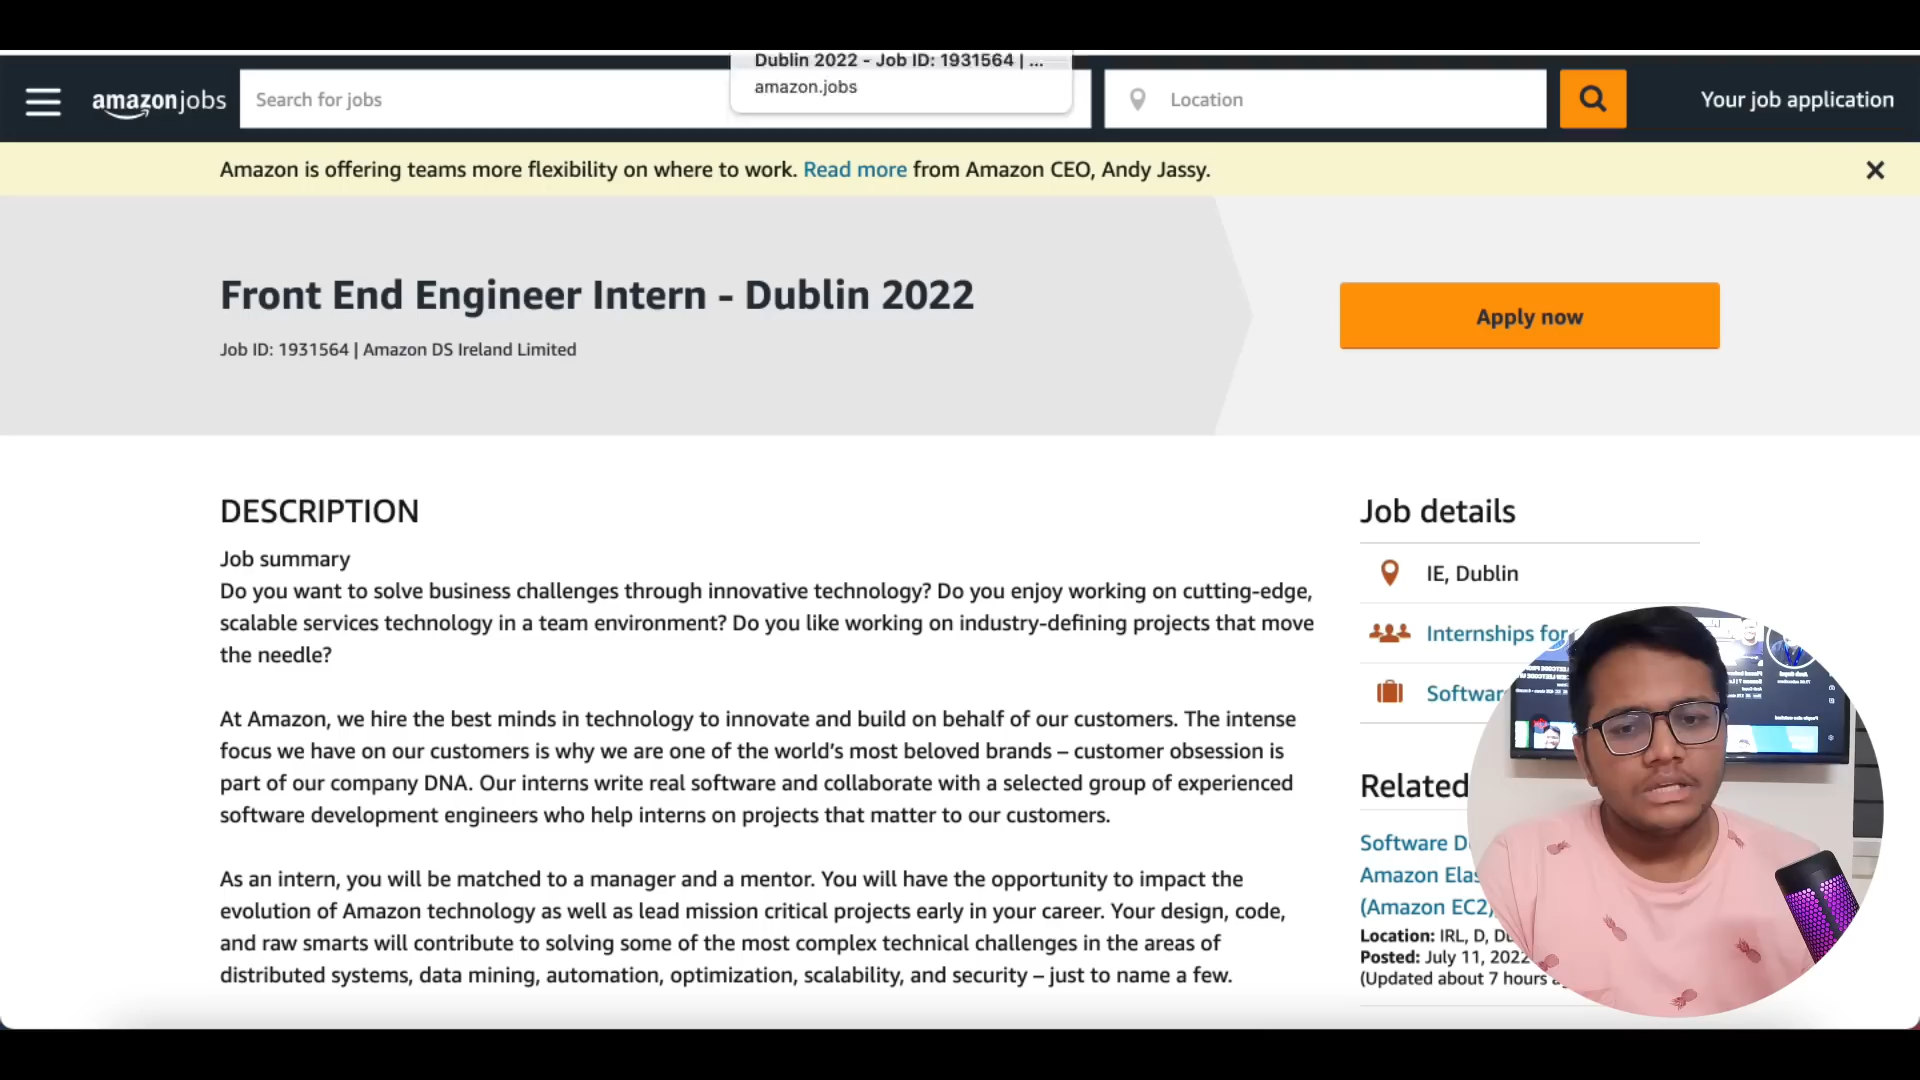 Dublin 2022 - Job ID: 1931564 | ...
amazon.jobs
amazonjobs
Search for jobs
Location
Your job application
Amazon is offering teams more flexibility on where to work. Read more from Amazon CEO, Andy Jassy.
Front End Engineer Intern - Dublin 2022
Job ID: 1931564 | Amazon DS Ireland Limited
Apply now
DESCRIPTION
Job summary
Do you want to solve business challenges through innovative technology? Do you enjoy working on cutting-edge,
scalable services technology in a team environment? Do you like working on industry-defining projects that move
the needle?
At Amazon, we hire the best minds in technology to innovate and build on behalf of our customers. The intense
focus we have on our customers is why we are one of the world's most beloved brands – customer obsession is
part of our company DNA. Our interns write real software and collaborate with a selected group of experienced
software development engineers who help interns on projects that matter to our customers.
As an intern, you will be matched to a manager and a mentor. You will have the opportunity to impact the
evolution of Amazon technology as well as lead mission critical projects early in your career. Your design, code,
and raw smarts will contribute to solving some of the most complex technical challenges in the areas of
distributed systems, data mining, automation, optimization, scalability, and security – just to name a few.
Job details
IE, Dublin
Internships for
Softwar
Related
Software D
Amazon Elas
(Amazon EC2)
Location: IRL, D, Du
Posted: July 11, 2022
(Updated about 7 hours